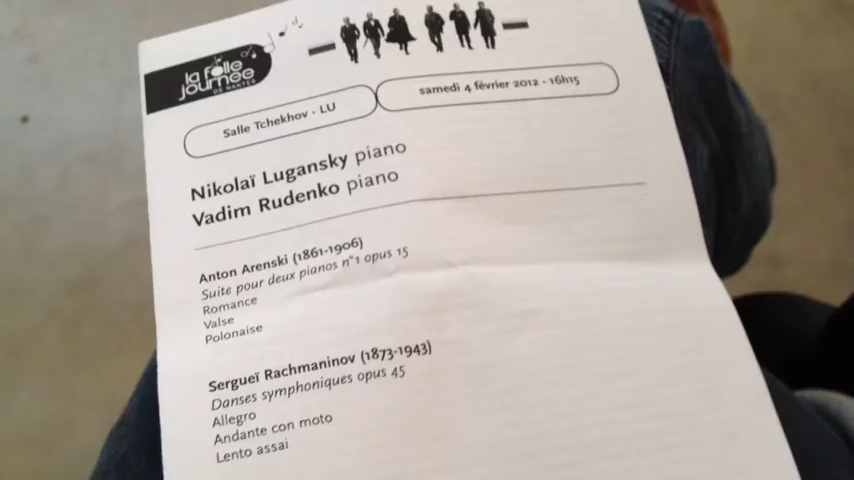 la folle
journée
DE NANTES
Salle Tchekhov - LU
samedi 4 février 2012 - 16h15
Nikolaï Lugansky piano
Vadim Rudenko piano
Anton Arenski (1861-1906)
Suite pour deux pianos n°1 opus 15
Romance
Valse
Polonaise
Sergueï Rachmaninov (1873-1943)
Danses symphoniques opus 45
Allegro
Andante con moto
Lento assai